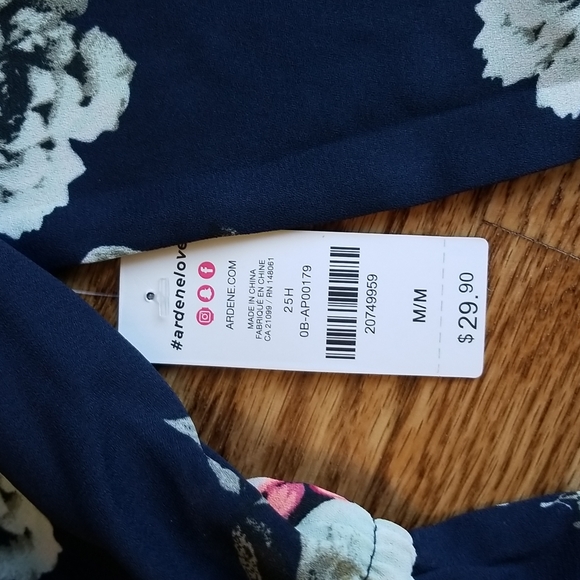 #ardenelove
ARDENE.COM
MADE IN CHINA
FABRIQUÉ EN CHINE
CA 21099 / RN 148061
25H
0B-AP00179
20749959
M/M
$29.90